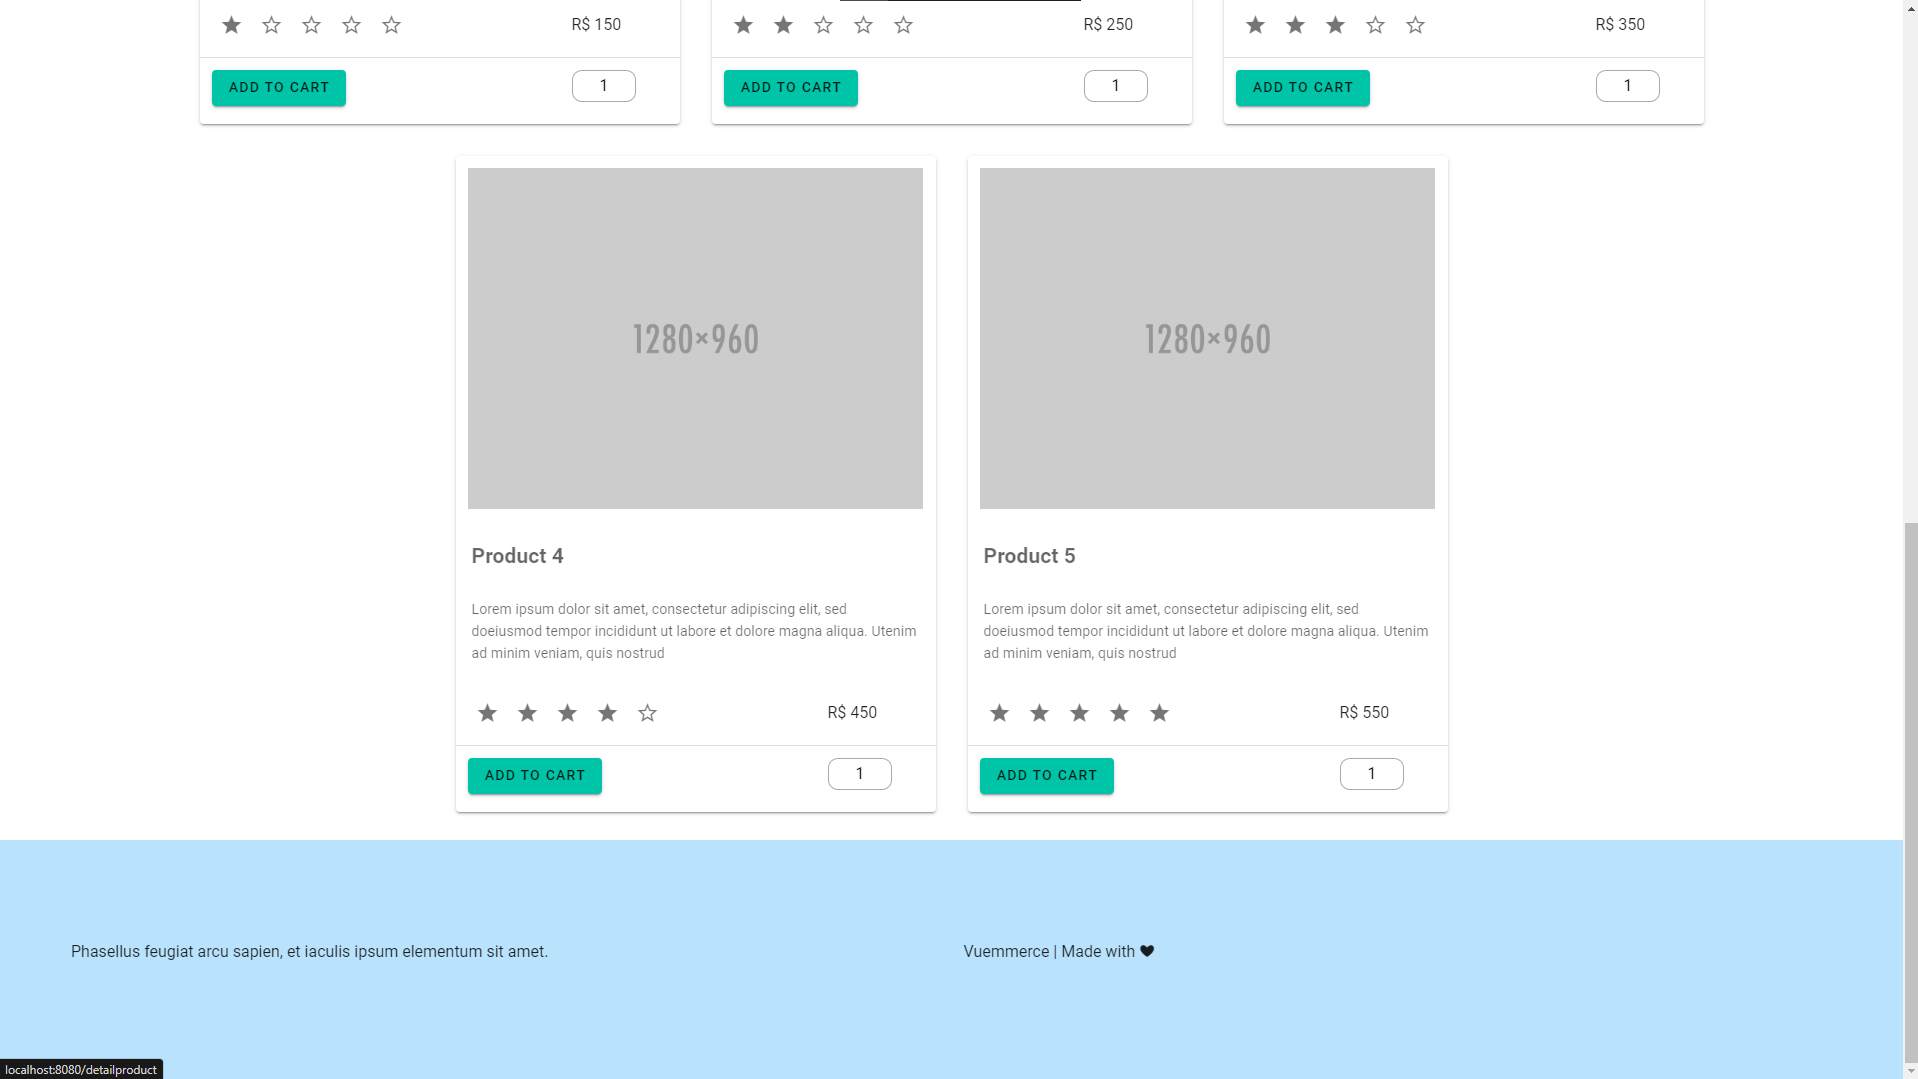 R$ 150
R$ 250
R$ 350
ADD TO CART
1
ADD TO CART
1
ADD TO CART
1
1280×960
1280×960
Product 4
Lorem ipsum dolor sit amet, consectetur adipiscing elit, sed
doeiusmod tempor incididunt ut labore et dolore magna aliqua. Utenim
ad minim veniam, quis nostrud
R$ 450
ADD TO CART
1
Product 5
Lorem ipsum dolor sit amet, consectetur adipiscing elit, sed
doeiusmod tempor incididunt ut labore et dolore magna aliqua. Utenim
ad minim veniam, quis nostrud
R$ 550
ADD TO CART
1
Phasellus feugiat arcu sapien, et iaculis ipsum elementum sit amet.
Vuemmerce | Made with ♥
localhost:8080/detailproduct